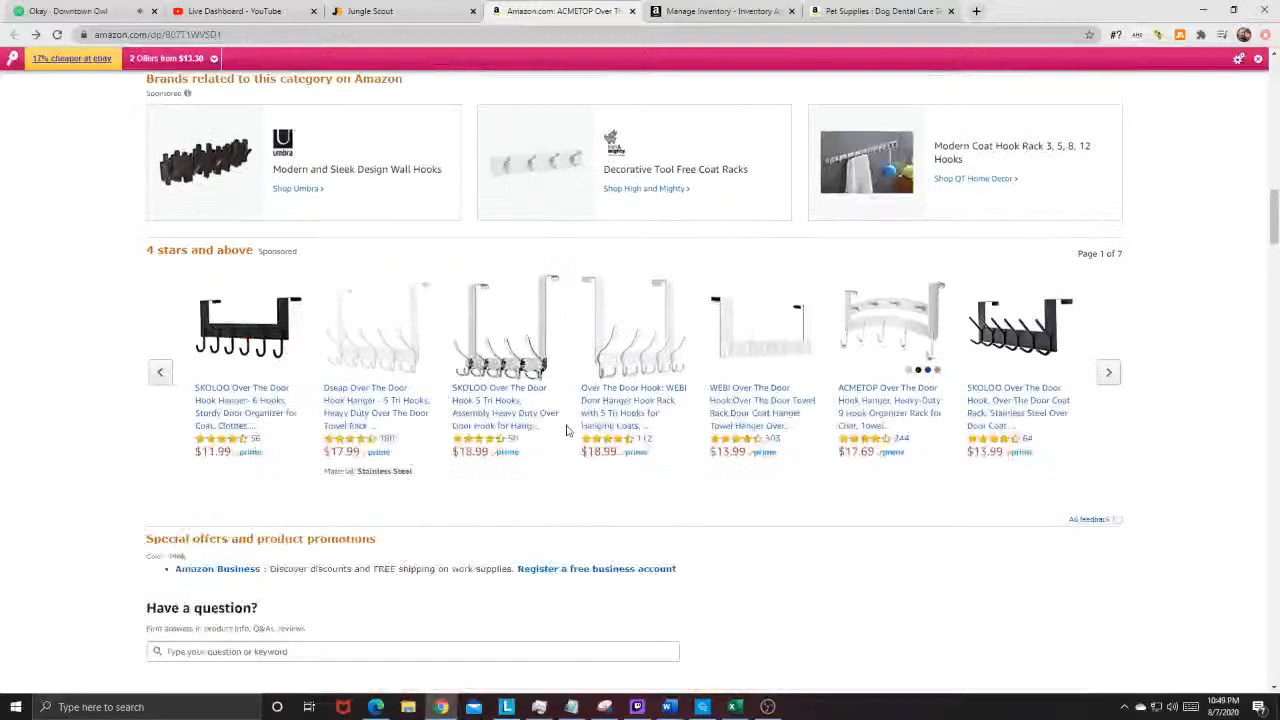 Okay - Downtown Owl
Jungle Scout
Amazon.com: ACMETOP Over Th
Manage Inventory - Inventory A
Pet Supplies : Dog Dental Care T
17% cheaper at ebay
2 Offers from $13.30
Brands related to this category on Amazon
Sponsored
umbra
Modern and Sleek Design Wall Hooks
Shop Umbra ›
Decorative Tool Free Coat Racks
Shop High and Mighty ›
Modern Coat Hook Rack 3, 5, 8, 12
Hooks
Shop QT Home Decor ›
4 stars and above Sponsored
Page 1 of 7
SKOLOO Over The Door
Hook Hanger- 6 Hooks,
Sturdy Door Organizer for
Coat, Clothes...
56
$11.99 prime
Over The Door
Hook Hanger - 5 Tri Hooks,
Heavy Duty Over The Door
Towel Rack ...
$17.99 prime
Material: Stainless Steel
SKOLOO Over The Door
Hook 5 Tri Hooks,
Assembly Heavy Duty Over
Door Hook for Hang...
$18.99 prime
Over The Door Hook: WEBI
Door Hanger Hook Rack
with 5 Tri Hooks for
Hanging Coats, ...
112
$18.99 prime
WEBI Over The Door
Hook:Over The Door Towel
Rack,Door Coat Hanger
Towel Hanger Over...
303
$13.99 prime
ACMETOP Over The Door
Hook Hanger, Heavy-Duty
9 Hook Organizer Rack for
Coat, Towel...
$17.69 prime
SKOLOO Over The Door
Hook, Over The Door Coat
Rack, Stainless Steel Over
Door Coat ...
64
$13.99 prime
Ad feedback
Special offers and product promotions
Amazon Business : Discover discounts and FREE shipping on work supplies. Register a free business account
Have a question?
Find answers in product info, Q&As, reviews
Type your question or keyword
Type here to search
10:49 PM
8/7/2020